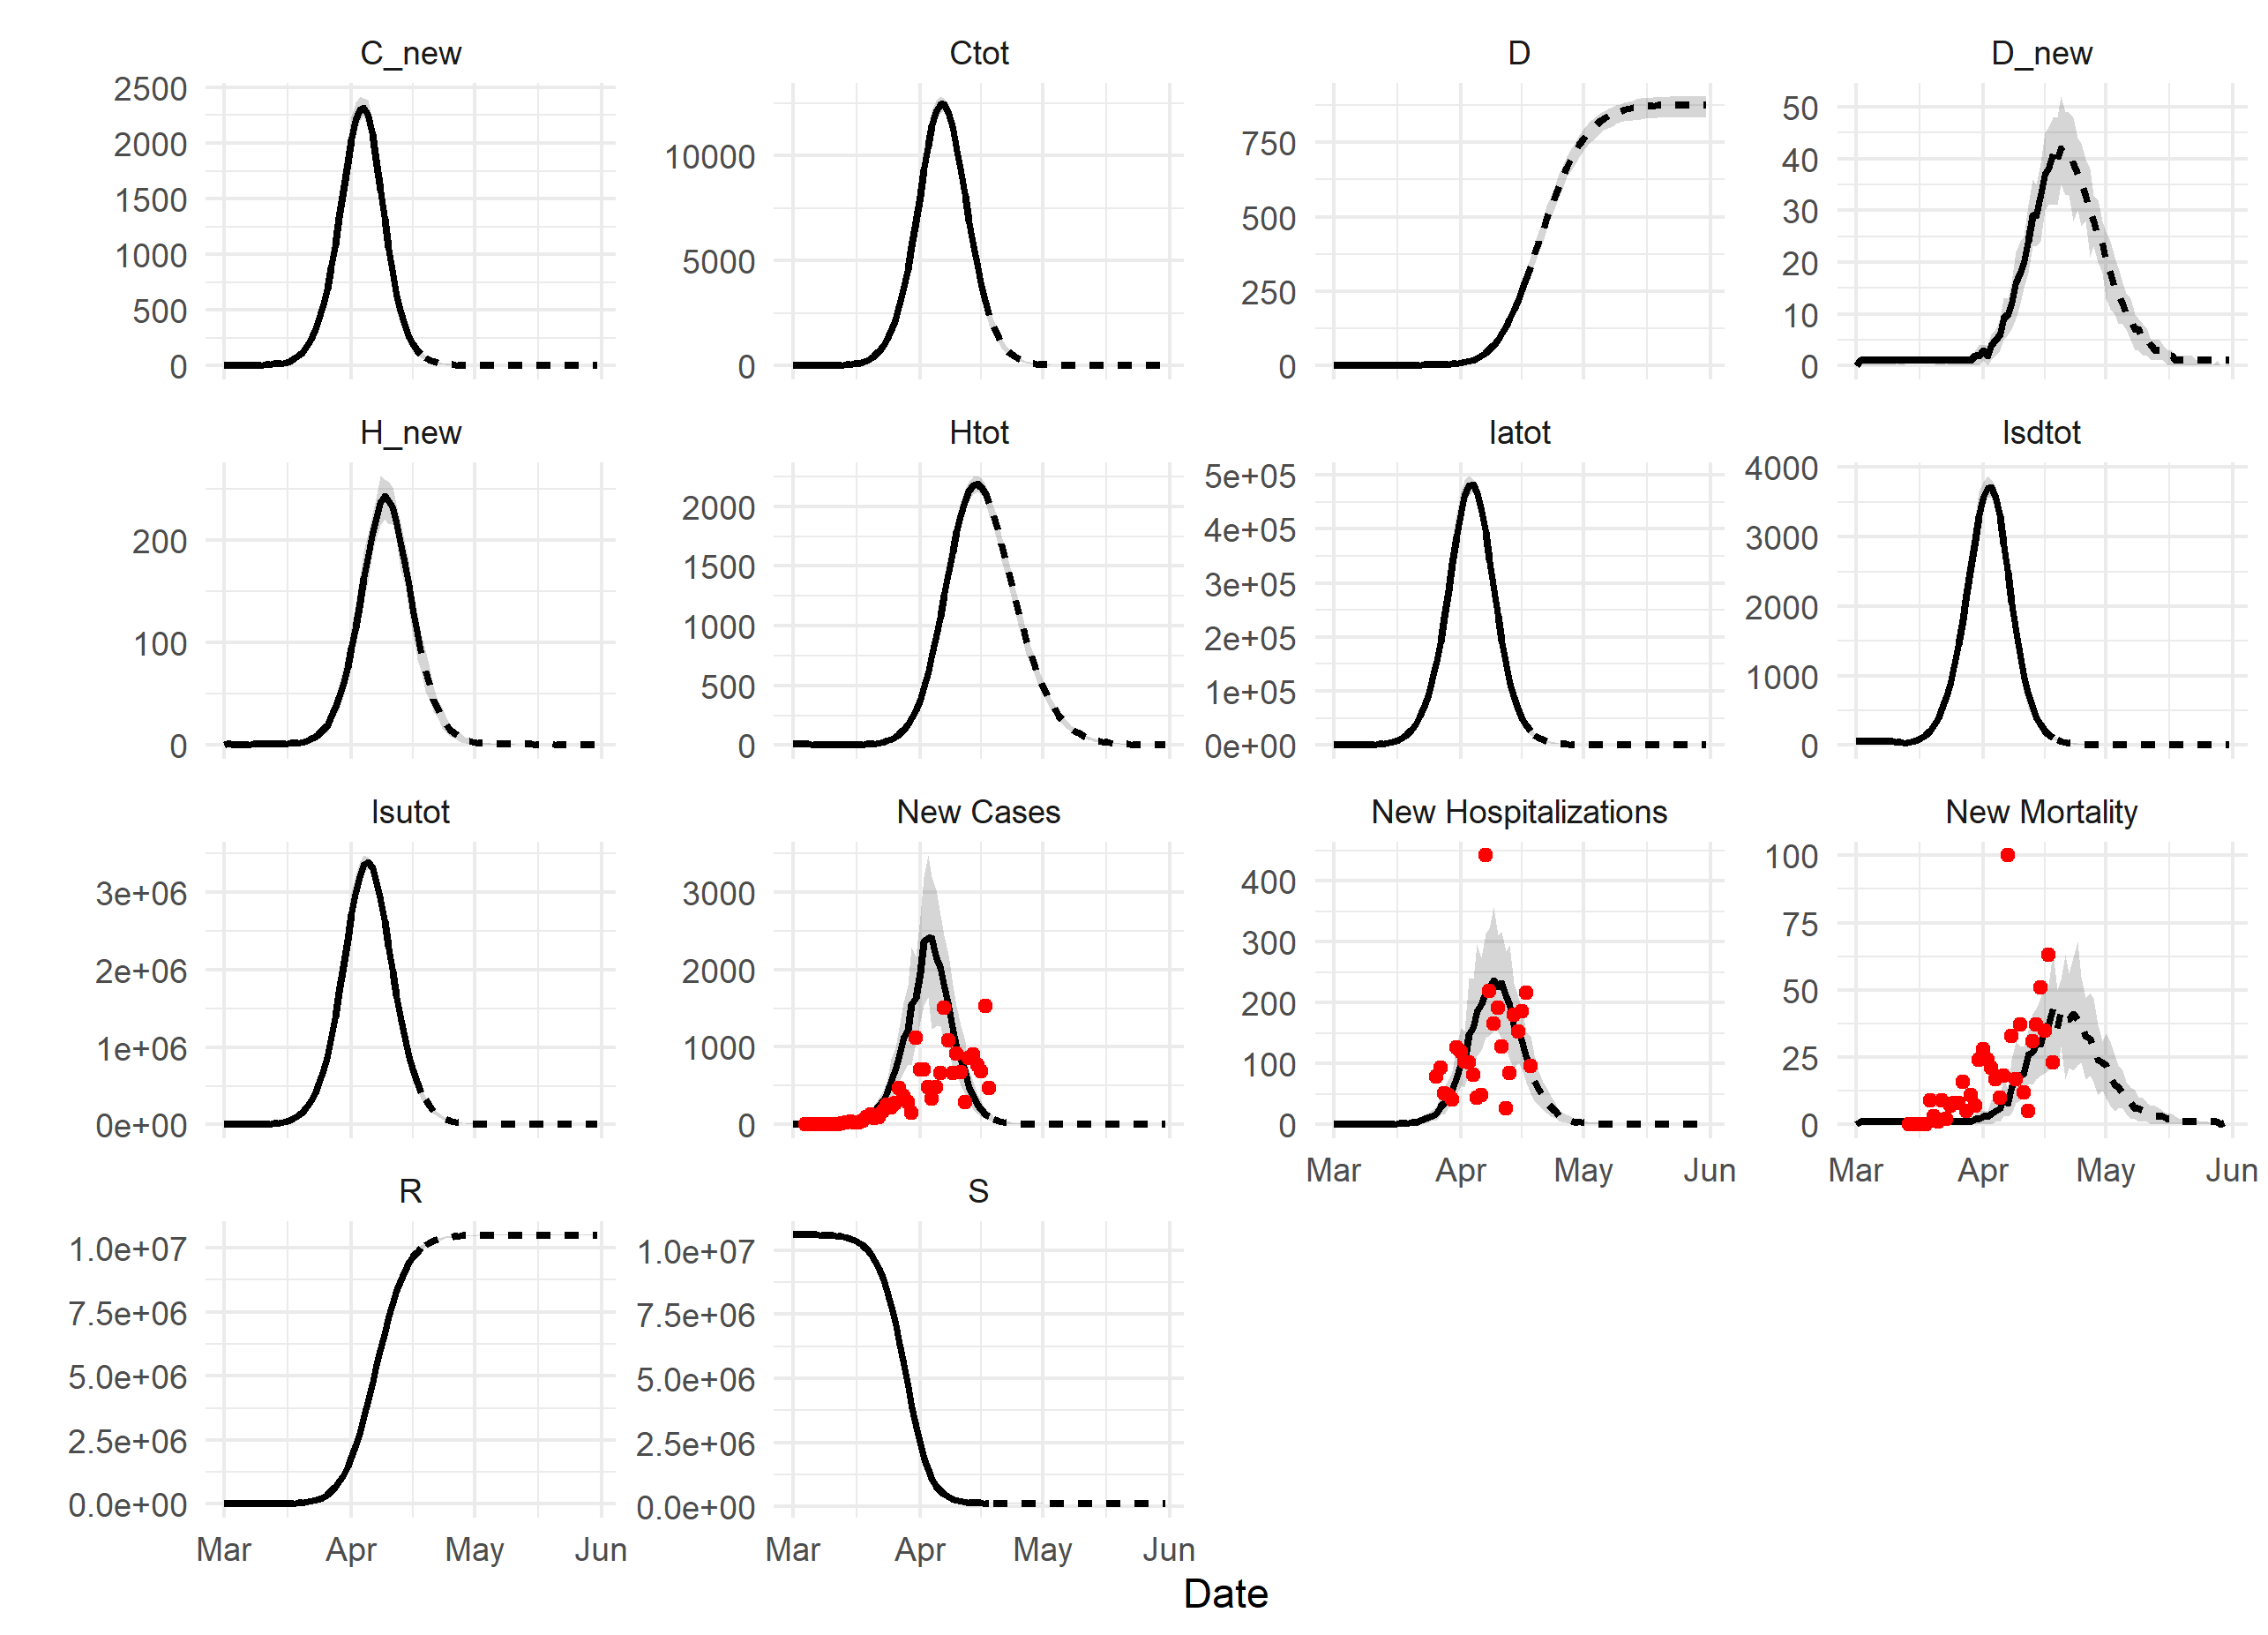 C_new
Ctot
D
D_new
2500
2000
1500
1000
500
0
10000
5000
0
750
500
250
0
50
40
30
20
10
0
H_new
Htot
Iatot
Isdtot
200
100
0
2000
1500
1000
500
0
5e+05
4e+05
3e+05
2e+05
1e+05
0e+00
4000
3000
2000
1000
0
Isutot
New Cases
New Hospitalizations
New Mortality
3e+06
2e+06
1e+06
0e+00
3000
2000
1000
0
400
300
200
100
0
100
75
50
25
0
Mar Apr May Jun
Mar Apr May Jun
R
S
1.0e+07
7.5e+06
5.0e+06
2.5e+06
0.0e+00
1.0e+07
7.5e+06
5.0e+06
2.5e+06
0.0e+00
Mar Apr May Jun
Mar Apr May Jun
Date